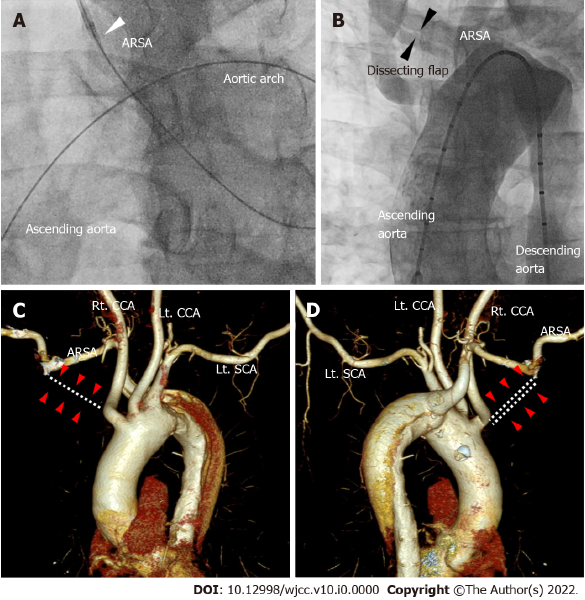 A
ARSA
Aortic arch
Ascending aorta
B
ARSA
Dissecting flap
Ascending
aorta
Descending
aorta
C
Rt. CCA
Lt. CCA
ARSA
Lt. SCA
D
Lt. CCA
Rt. CCA
ARSA
Lt. SCA
DOI: 10.12998/wjcc.v10.i0.0000 Copyright ©The Author(s) 2022.